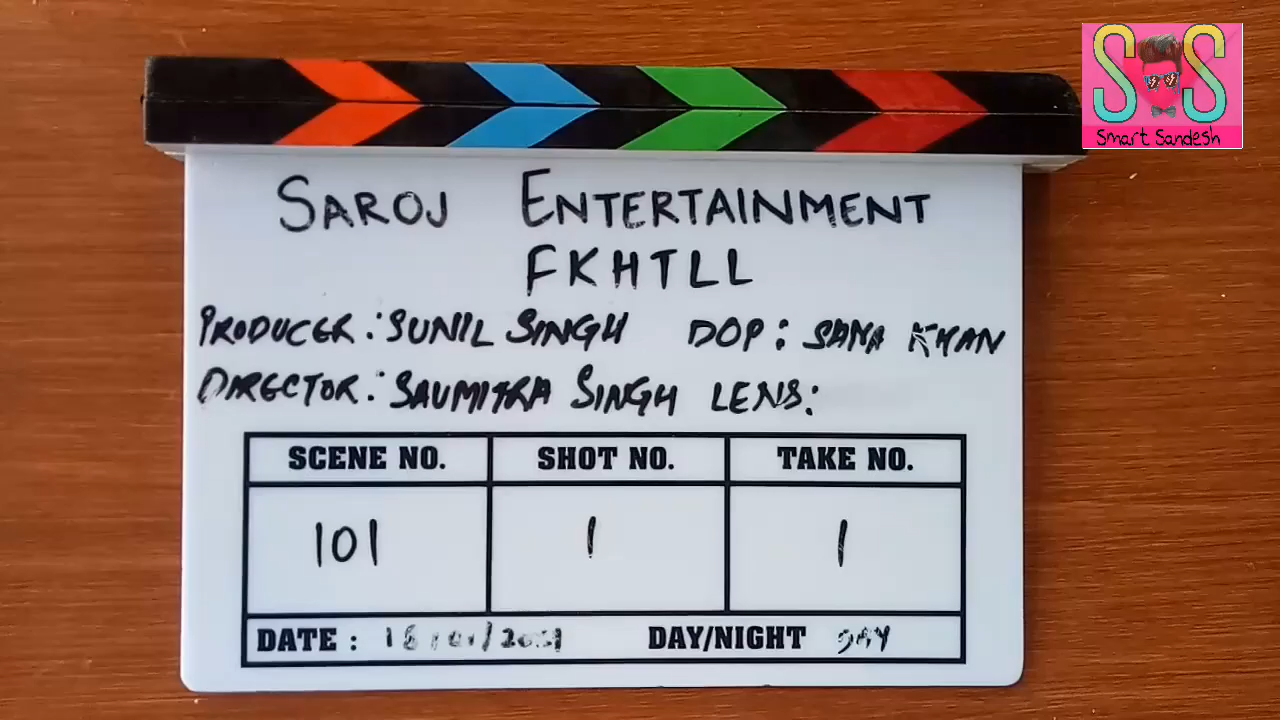 SS
Smart Sandesh
SAROJ ENTERTAINMENT
FKHTLL
PRODUCER: SUNIL SINGH DOP: SANA KHAN
DIRECTOR: SAUMITRA SINGH LENS:
SCENE NO. SHOT NO. TAKE NO.
101 1 1
DATE : DAY/NIGHT DAY